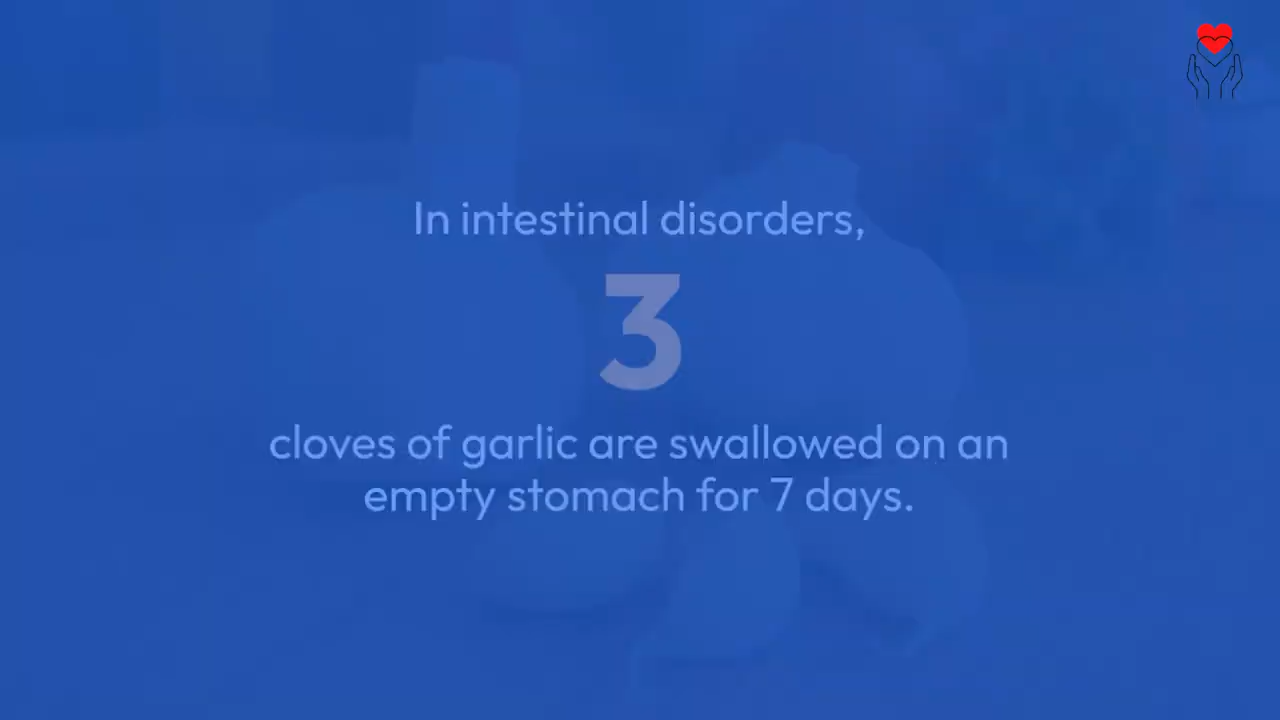 In intestinal disorders,
3
cloves of garlic are swallowed on an
empty stomach for 7 days.